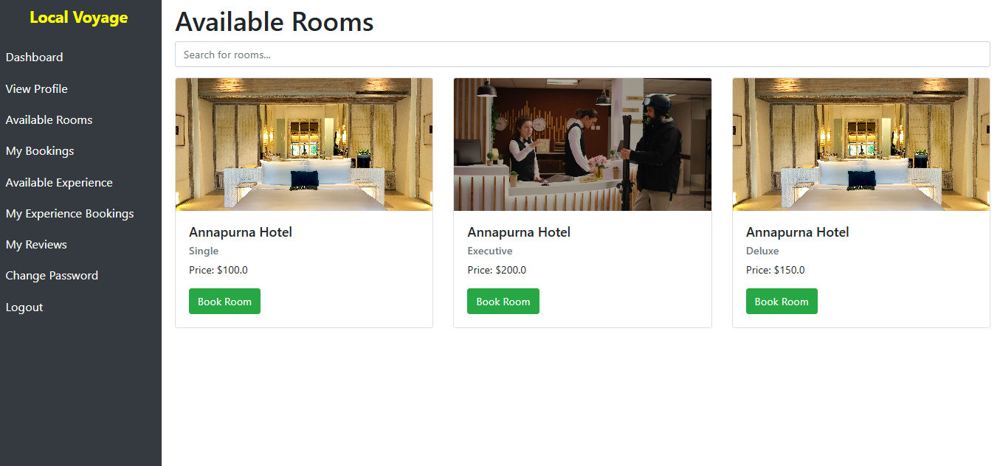 Local Voyage
Dashboard
View Profile
Available Rooms
My Bookings
Available Experience
My Experience Bookings
My Reviews
Change Password
Logout
Available Rooms
Search for rooms...
Annapurna Hotel
Single
Price: $100.0
Book Room
Annapurna Hotel
Executive
Price: $200.0
Book Room
Annapurna Hotel
Deluxe
Price: $150.0
Book Room